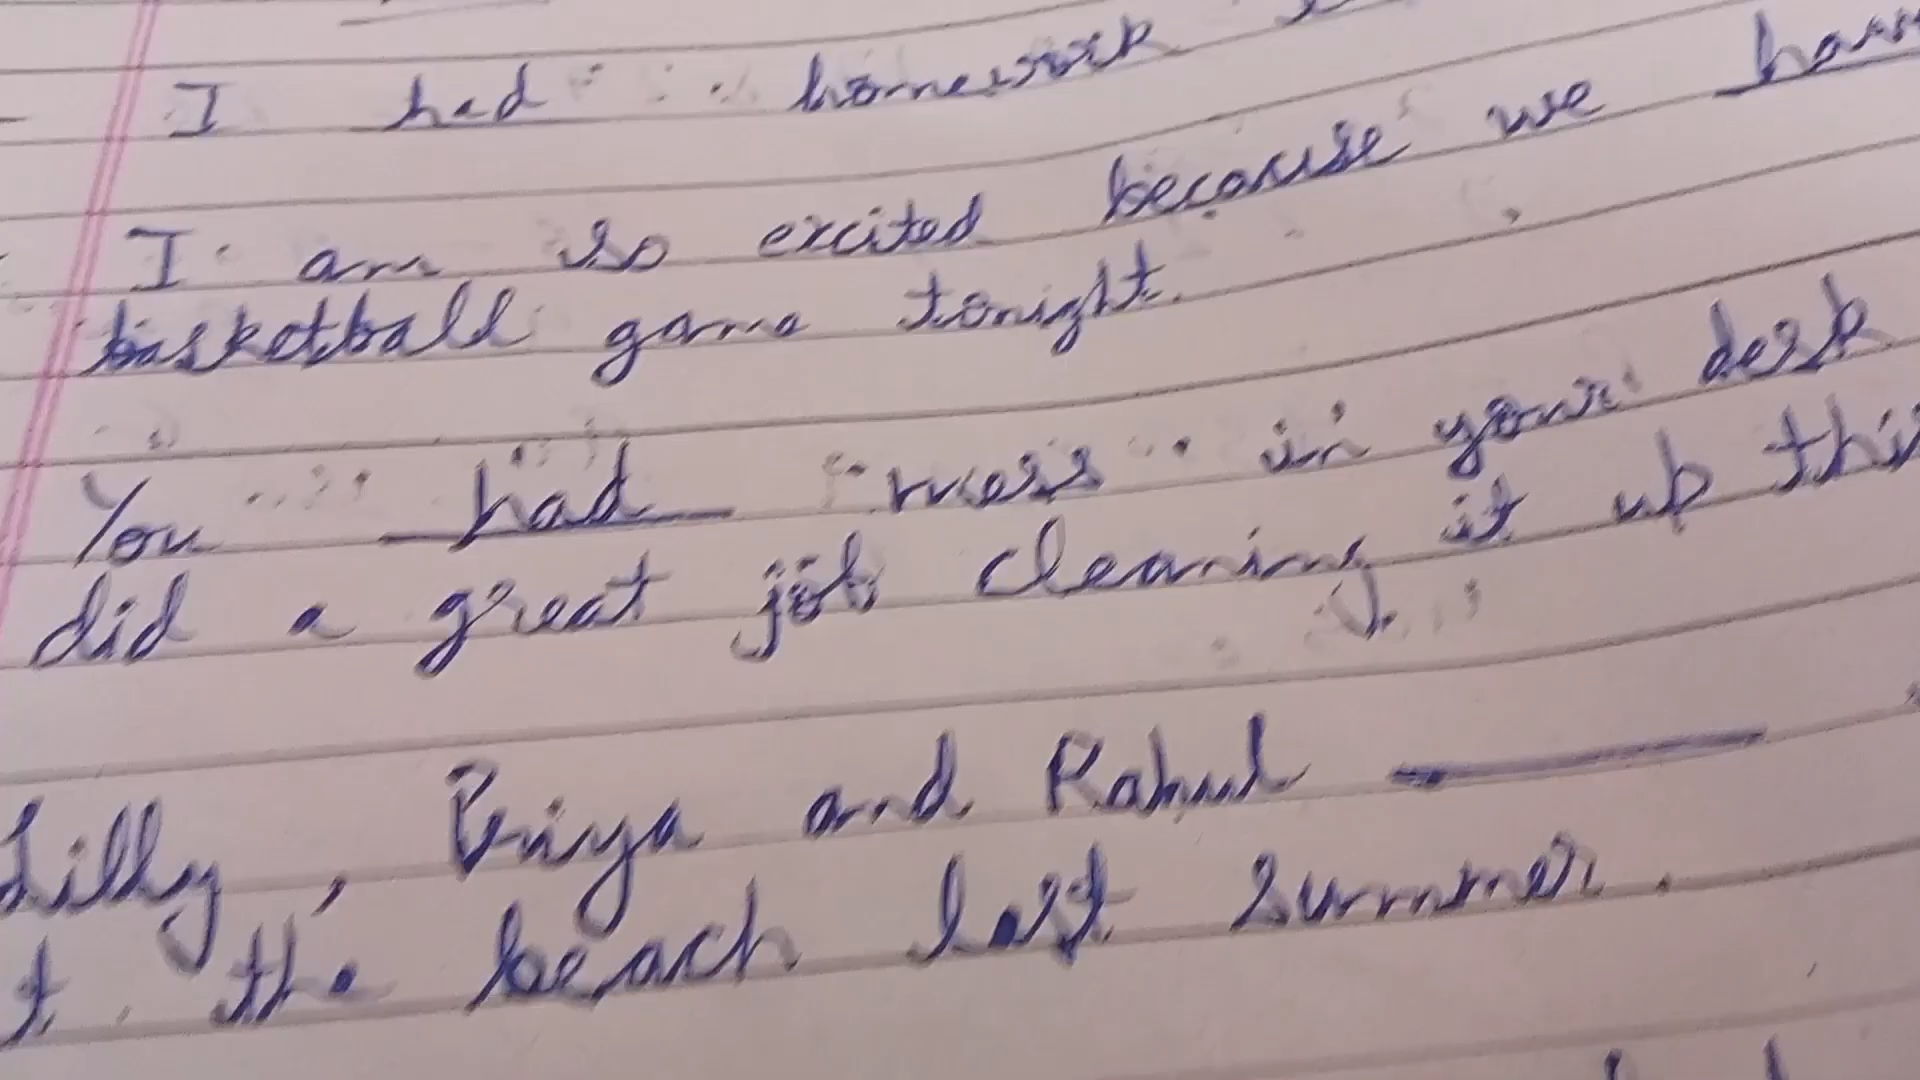 I had homework
I am so excited because we have
basketball game tonight.
You had mess in your desk
did a great job cleaning it up this
Lilly, Priya and Rahul
t the beach last summer.